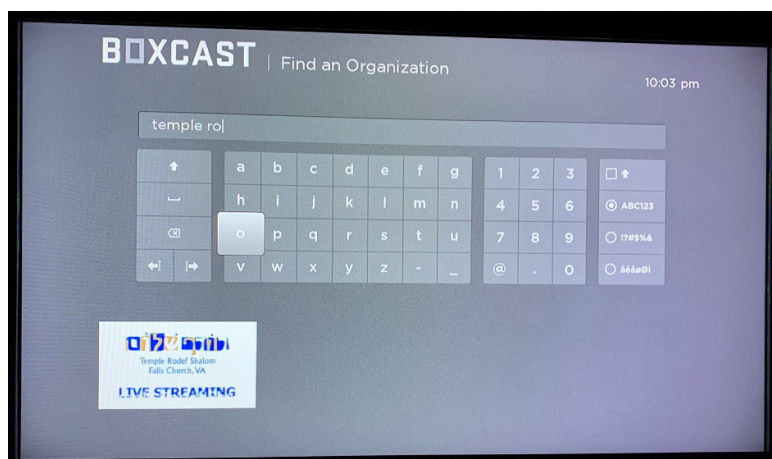 BOXCAST | Find an Organization
10:03 pm
temple ro
a b c d e f g 1 2 3
h i j k l m n 4 5 6 ABC123
o p q r s t u 7 8 9 !?#$%&
v w x y z - _ @ . 0
Temple Rodef Shalom
Falls Church, VA
LIVE STREAMING